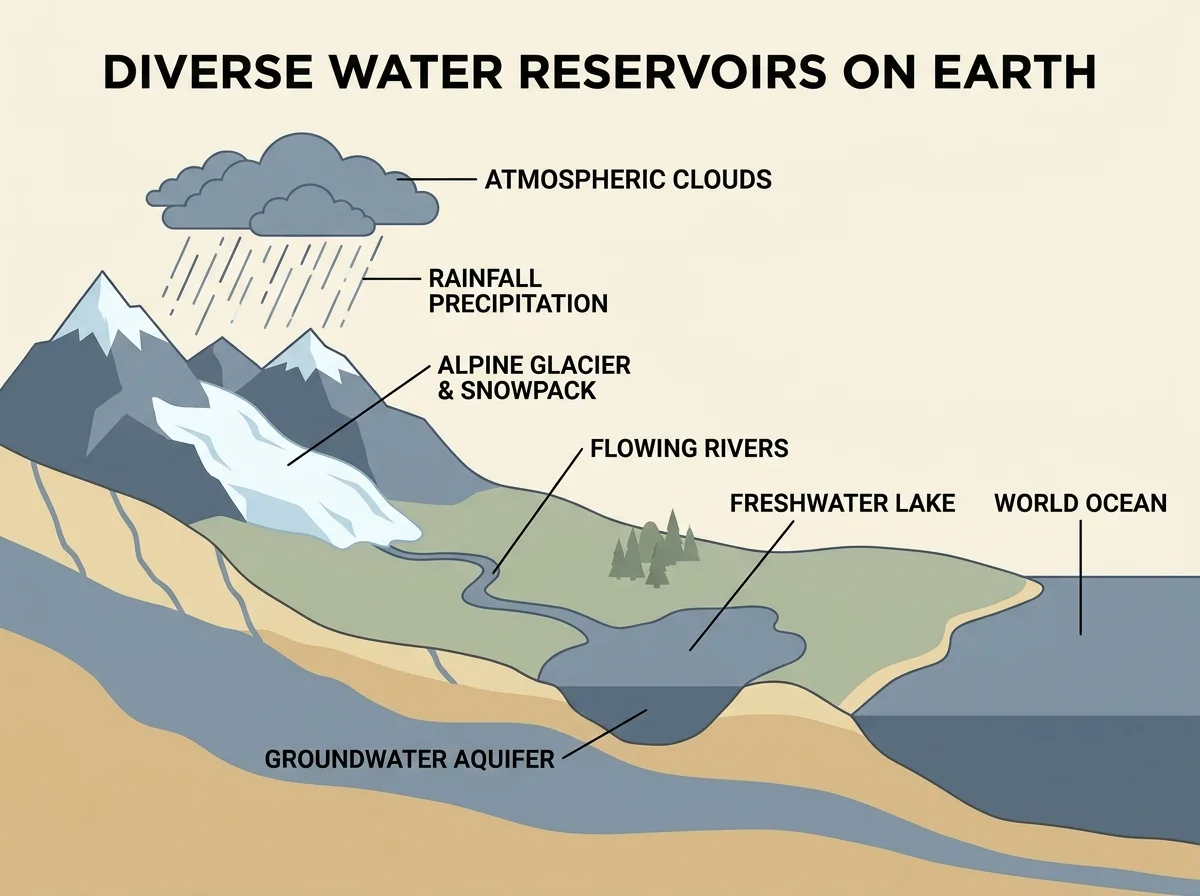 DIVERSE WATER RESERVOIRS ON EARTH
ATMOSPHERIC CLOUDS
RAINFALL
PRECIPITATION
ALPINE GLACIER
& SNOWPACK
FLOWING RIVERS
FRESHWATER LAKE
WORLD OCEAN
GROUNDWATER AQUIFER